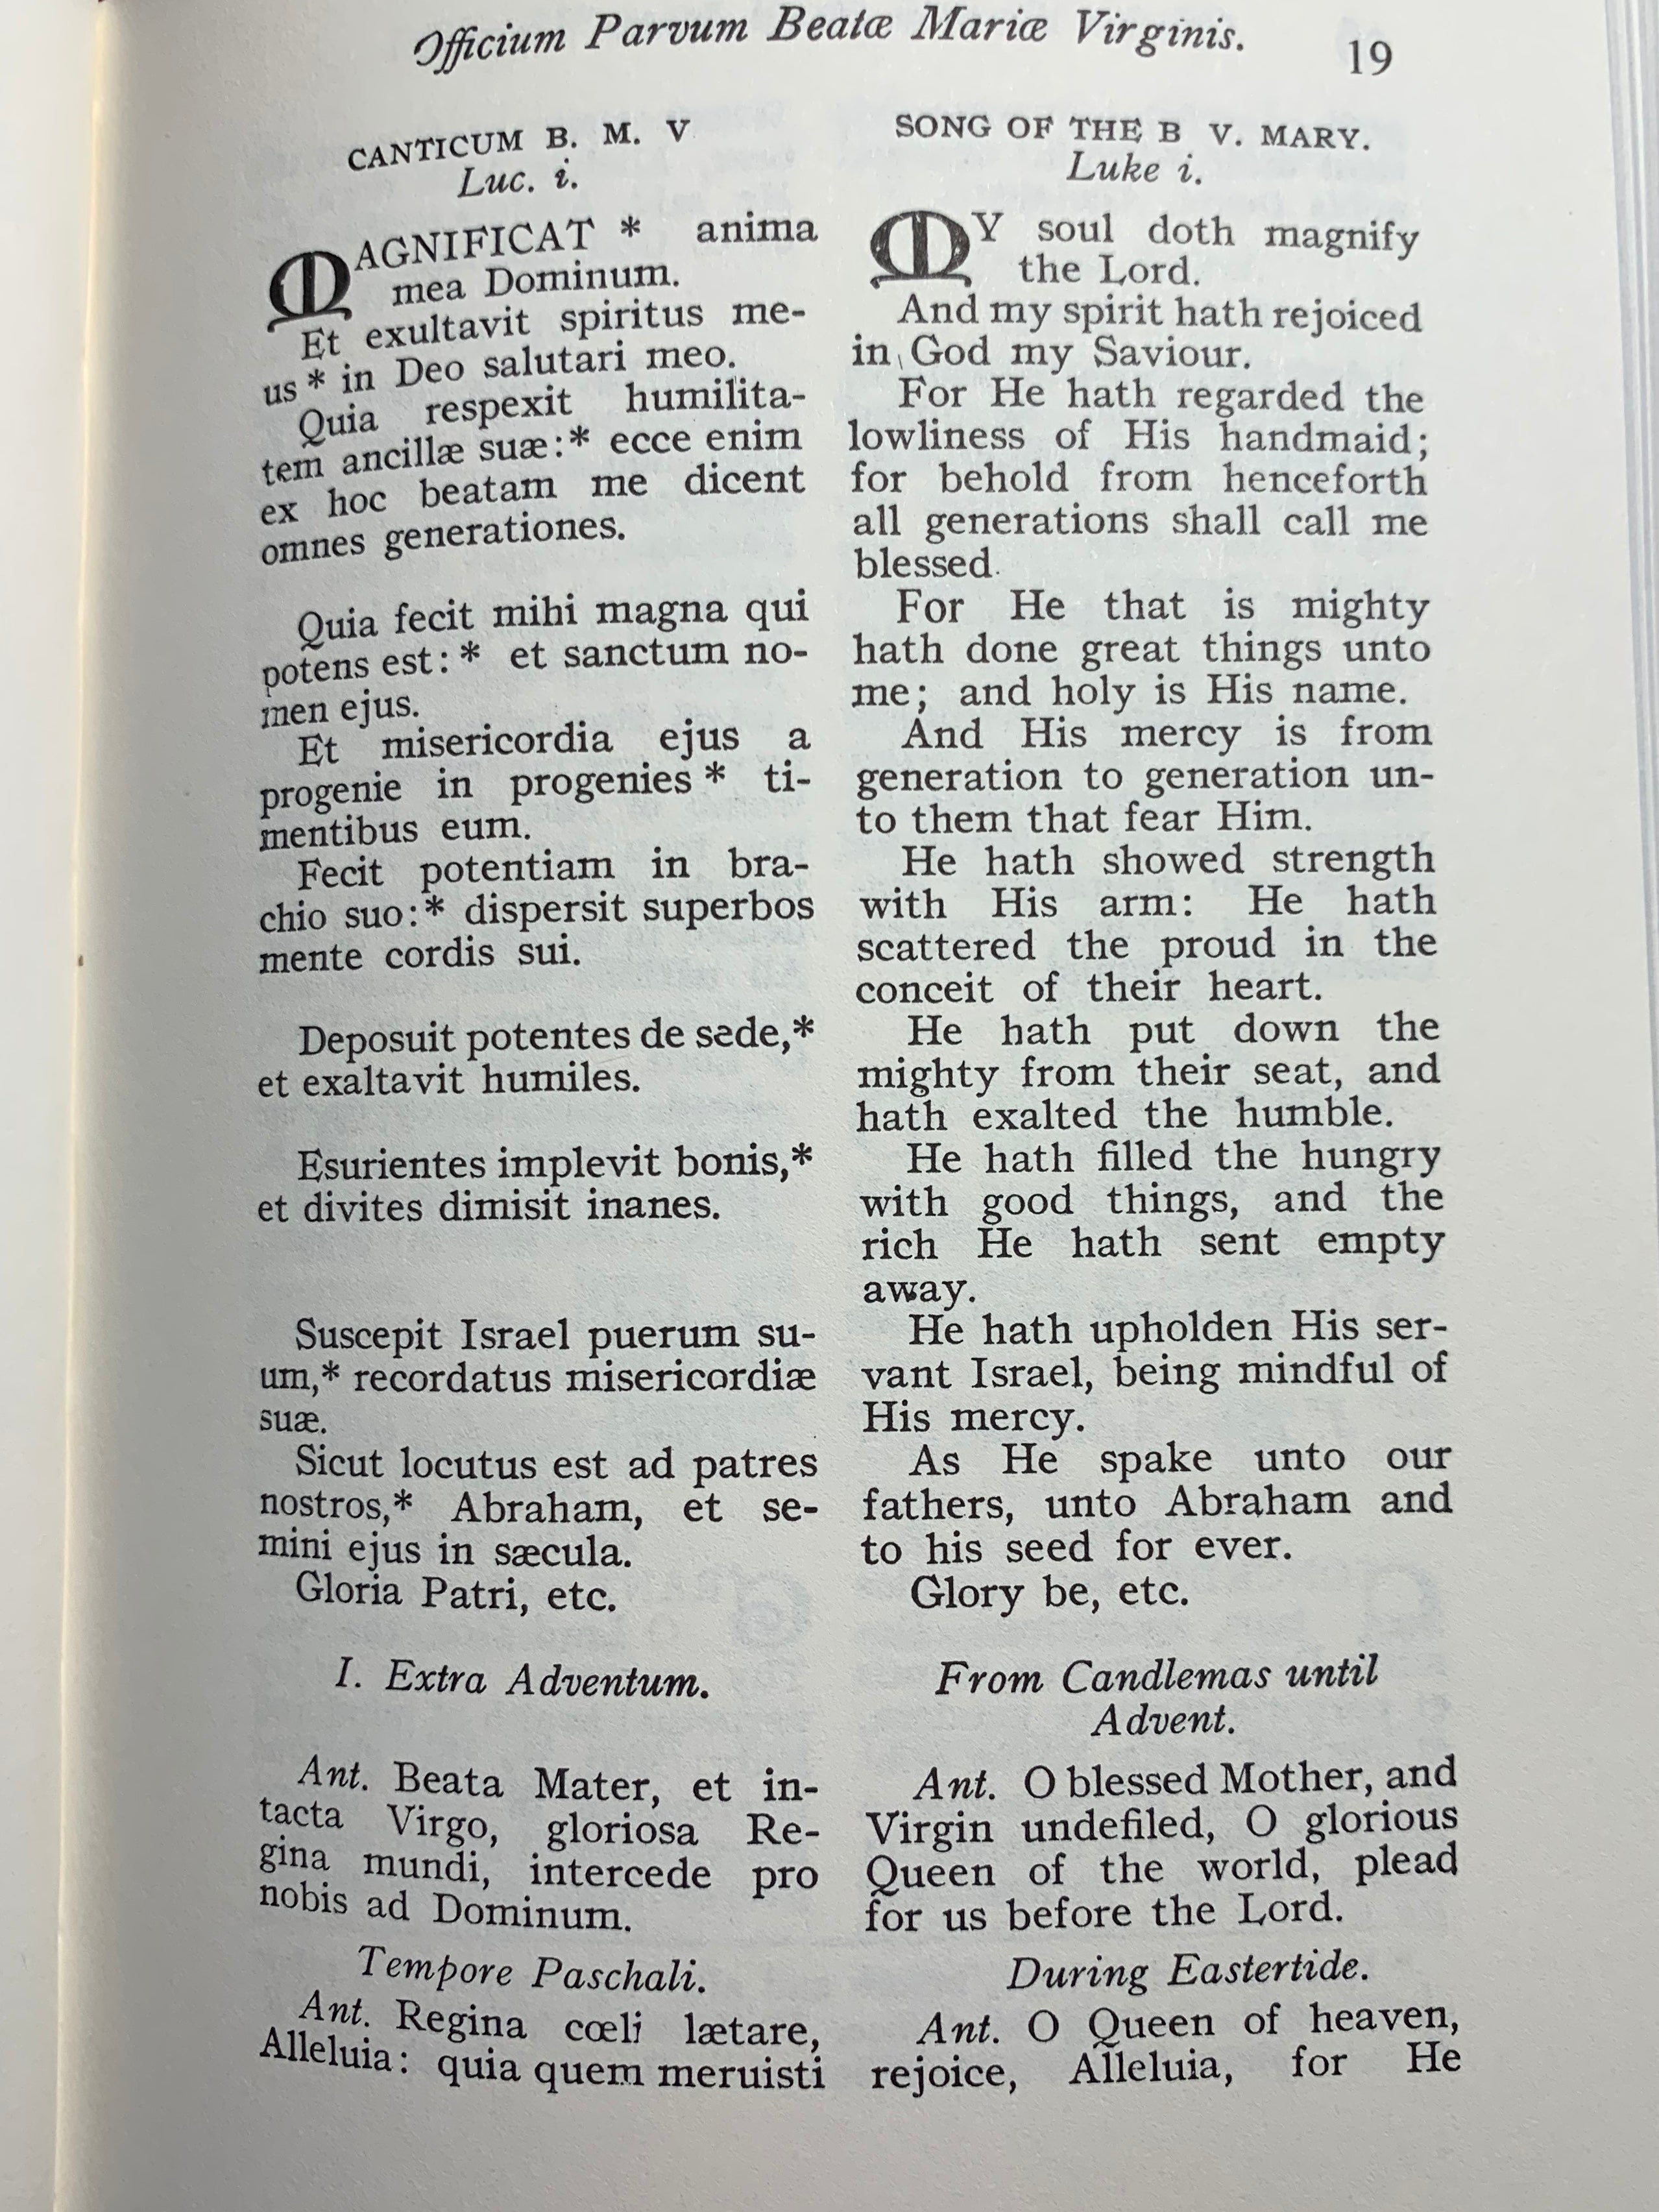 Officium Parvum Beatæ Mariæ Virginis.
19
CANTICUM B. M. V
Luc. i.
MAGNIFICAT * anima
mea Dominum.
Et exultavit spiritus me-
us * in Deo salutari meo.
Quia respexit humilita-
tem ancillæ suæ:* ecce enim
ex hoc beatam me dicent
omnes generationes.
Quia fecit mihi magna qui
potens est: * et sanctum no-
men ejus.
Et misericordia ejus a
progenie in progenies * ti-
mentibus eum.
Fecit potentiam in bra-
chio suo:* dispersit superbos
mente cordis sui.
Deposuit potentes de sede,*
et exaltavit humiles.
Esurientes implevit bonis,*
et divites dimisit inanes.
Suscepit Israel puerum su-
um,* recordatus misericordiæ
suæ.
Sicut locutus est ad patres
nostros,* Abraham, et se-
mini ejus in sæcula.
Gloria Patri, etc.
I. Extra Adventum.
Ant. Beata Mater, et in-
tacta Virgo, gloriosa Re-
gina mundi, intercede pro
nobis ad Dominum.
Tempore Paschali.
Ant. Regina cœli lætare,
Alleluia: quia quem meruisti
SONG OF THE B V. MARY.
Luke i.
MY soul doth magnify
the Lord.
And my spirit hath rejoiced
in God my Saviour.
For He hath regarded the
lowliness of His handmaid;
for behold from henceforth
all generations shall call me
blessed.
For He that is mighty
hath done great things unto
me; and holy is His name.
And His mercy is from
generation to generation un-
to them that fear Him.
He hath showed strength
with His arm: He hath
scattered the proud in the
conceit of their heart.
He hath put down the
mighty from their seat, and
hath exalted the humble.
He hath filled the hungry
with good things, and the
rich He hath sent empty
away.
He hath upholden His ser-
vant Israel, being mindful of
His mercy.
As He spake unto our
fathers, unto Abraham and
to his seed for ever.
Glory be, etc.
From Candlemas until
Advent.
Ant. O blessed Mother, and
Virgin undefiled, O glorious
Queen of the world, plead
for us before the Lord.
During Eastertide.
Ant. O Queen of heaven,
rejoice, Alleluia, for He